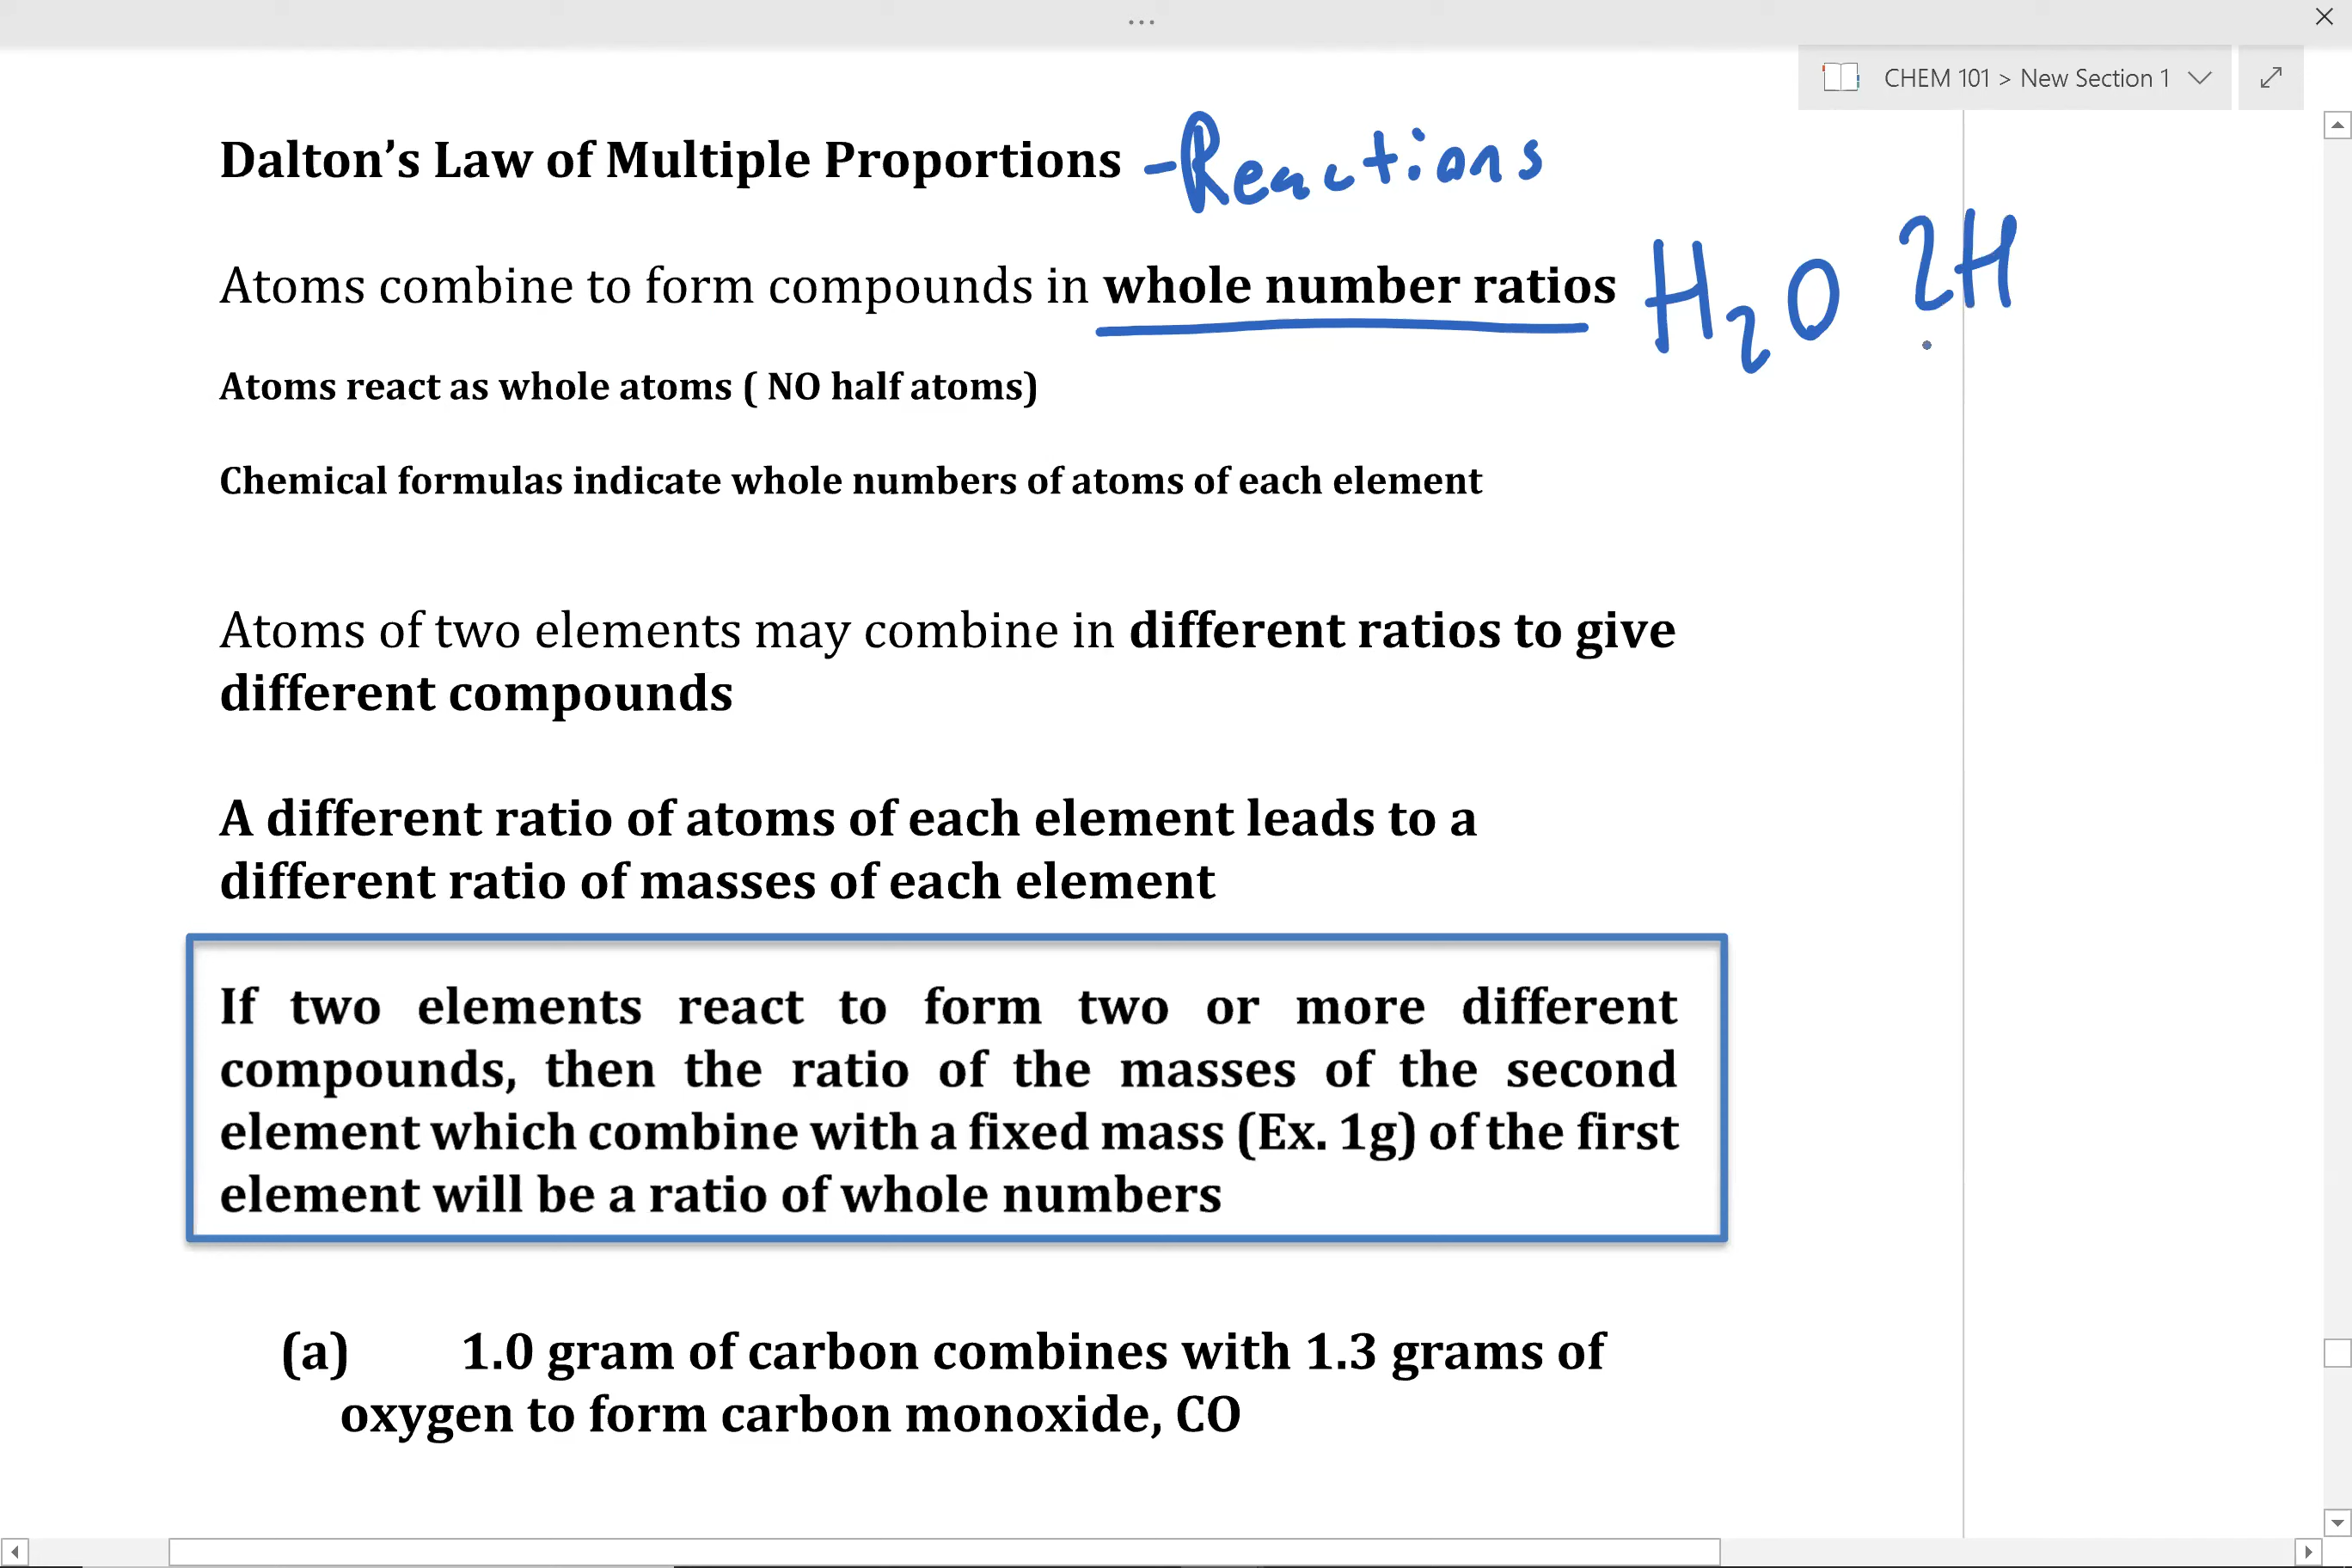 CHEM 101 > New Section 1
Dalton’s Law of Multiple Proportions - Reactions
Atoms combine to form compounds in whole number ratios H₂O 2H
Atoms react as whole atoms ( NO half atoms)
Chemical formulas indicate whole numbers of atoms of each element
Atoms of two elements may combine in different ratios to give
different compounds
A different ratio of atoms of each element leads to a
different ratio of masses of each element
If two elements react to form two or more different
compounds, then the ratio of the masses of the second
element which combine with a fixed mass (Ex. 1g) of the first
element will be a ratio of whole numbers
(a) 1.0 gram of carbon combines with 1.3 grams of
oxygen to form carbon monoxide, CO